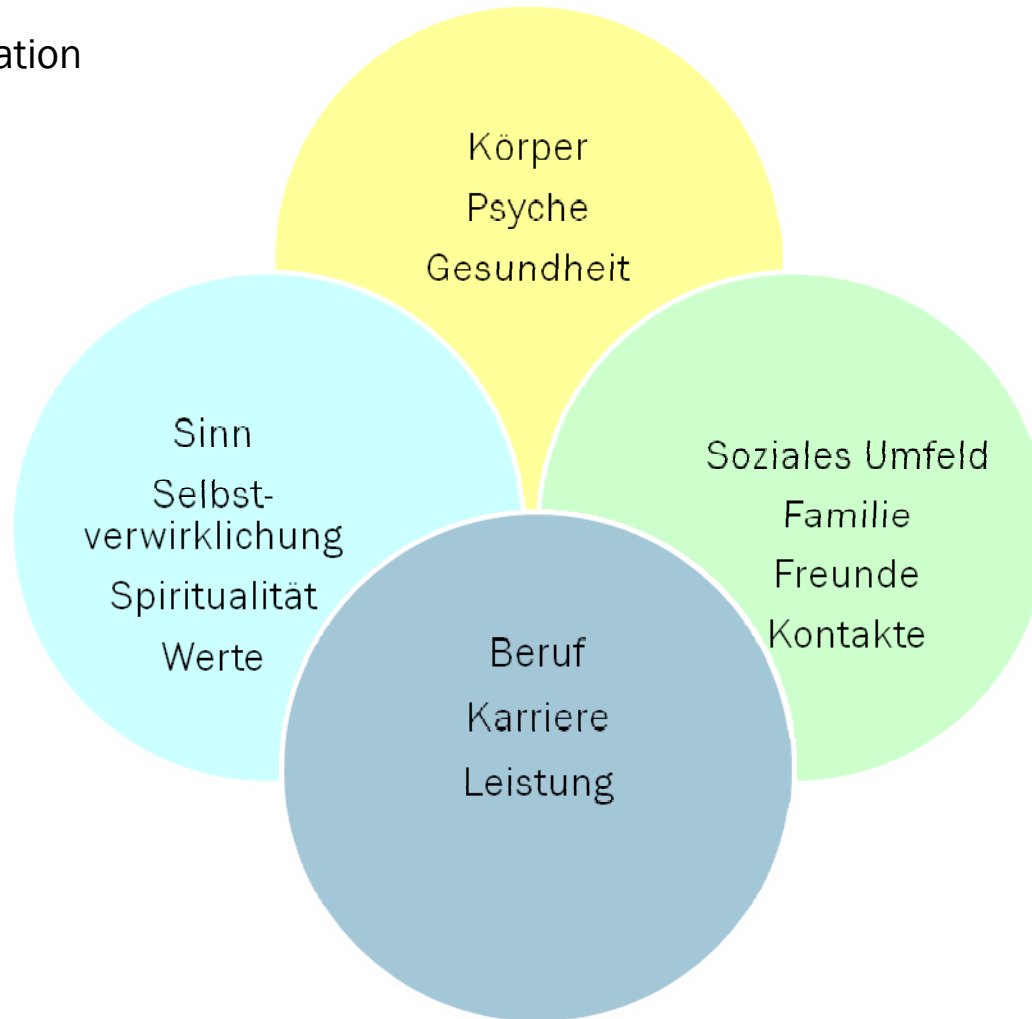 ation
Körper
Psyche
Gesundheit
Sinn
Selbst-
verwirklichung
Spiritualität
Werte
Soziales Umfeld
Familie
Freunde
Kontakte
Beruf
Karriere
Leistung